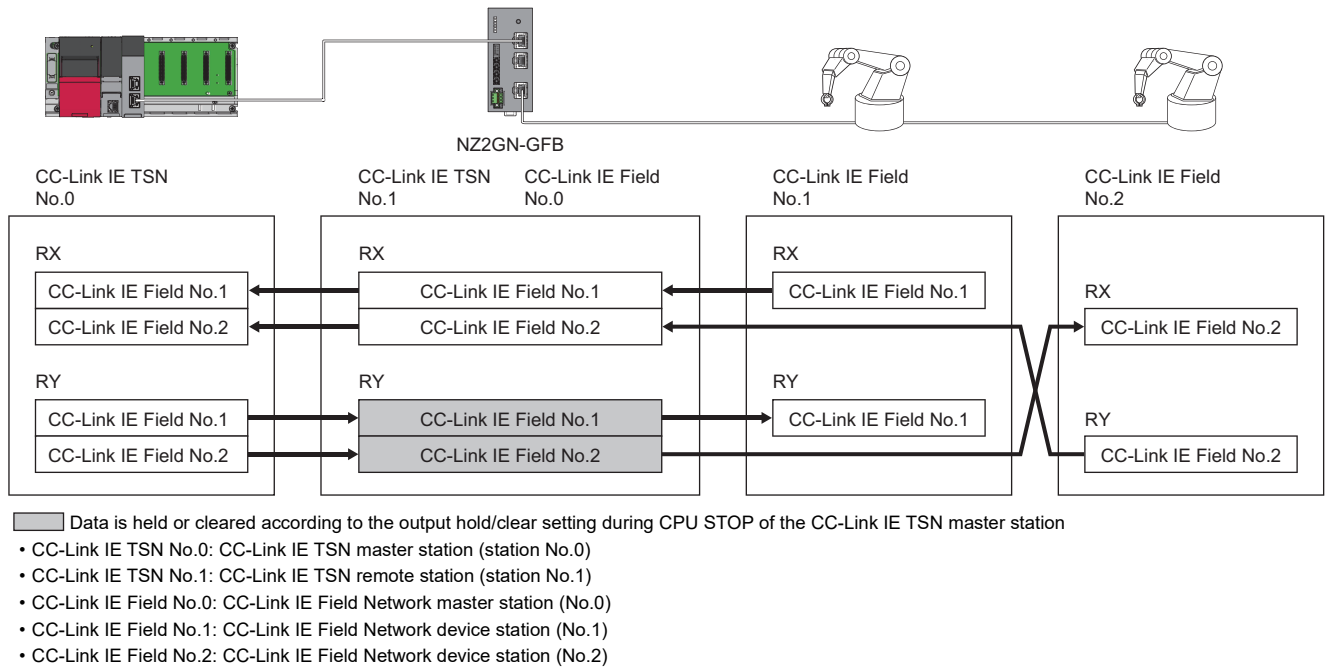 NZ2GN-GFB
CC-Link IE TSN
No.0
CC-Link IE TSN
No.1
CC-Link IE Field
No.0
CC-Link IE Field
No.1
CC-Link IE Field
No.2
RX
CC-Link IE Field No.1
CC-Link IE Field No.2
RY
CC-Link IE Field No.1
CC-Link IE Field No.2
RX
CC-Link IE Field No.1
CC-Link IE Field No.2
RY
CC-Link IE Field No.1
CC-Link IE Field No.2
RX
CC-Link IE Field No.1
RY
CC-Link IE Field No.1
RX
CC-Link IE Field No.2
RY
CC-Link IE Field No.2
Data is held or cleared according to the output hold/clear setting during CPU STOP of the CC-Link IE TSN master station
• CC-Link IE TSN No.0: CC-Link IE TSN master station (station No.0)
• CC-Link IE TSN No.1: CC-Link IE TSN remote station (station No.1)
• CC-Link IE Field No.0: CC-Link IE Field Network master station (No.0)
• CC-Link IE Field No.1: CC-Link IE Field Network device station (No.1)
• CC-Link IE Field No.2: CC-Link IE Field Network device station (No.2)